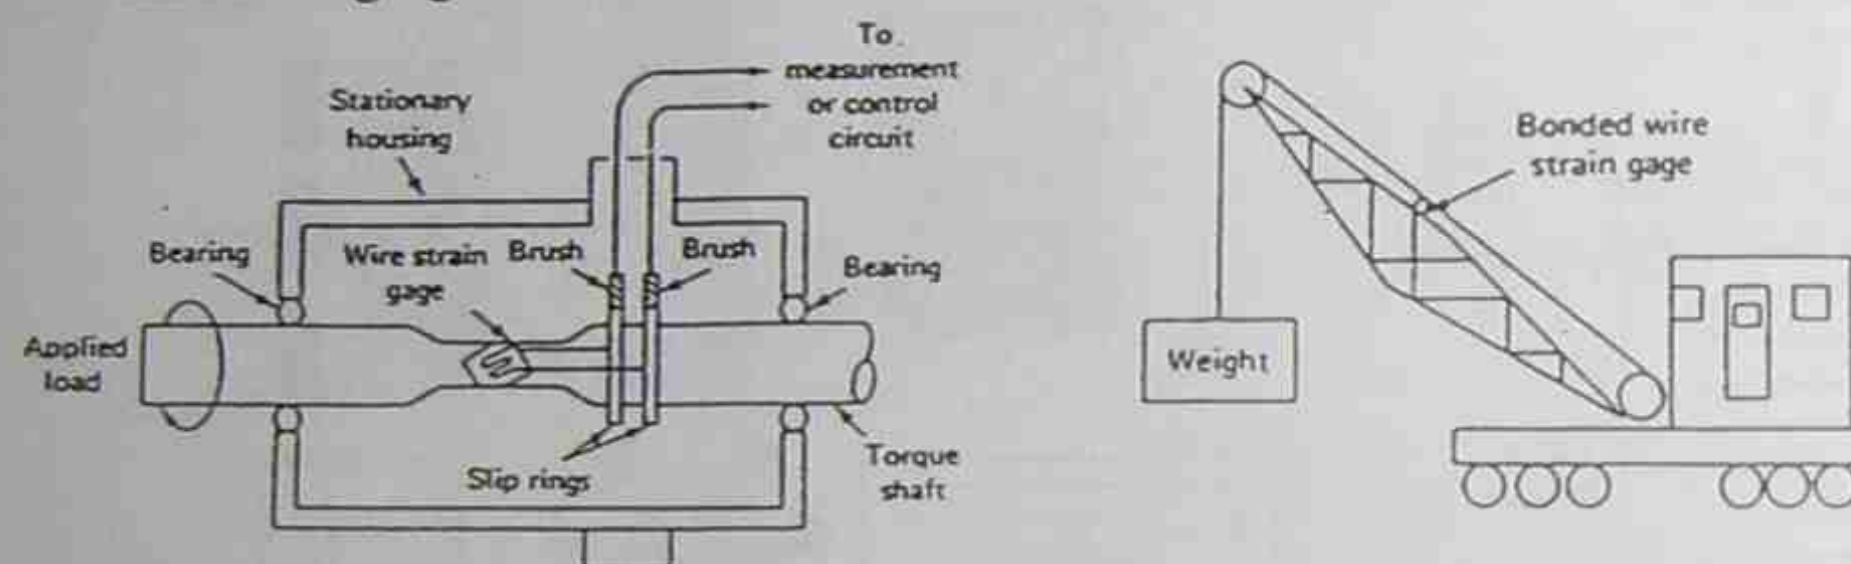 To
measurement
or control
circuit
Stationary
housing
Bearing
Wire strain
gage
Brush
Brush
Bearing
Applied
load
Slip rings
Torque
shaft
Bonded wire
strain gage
Weight